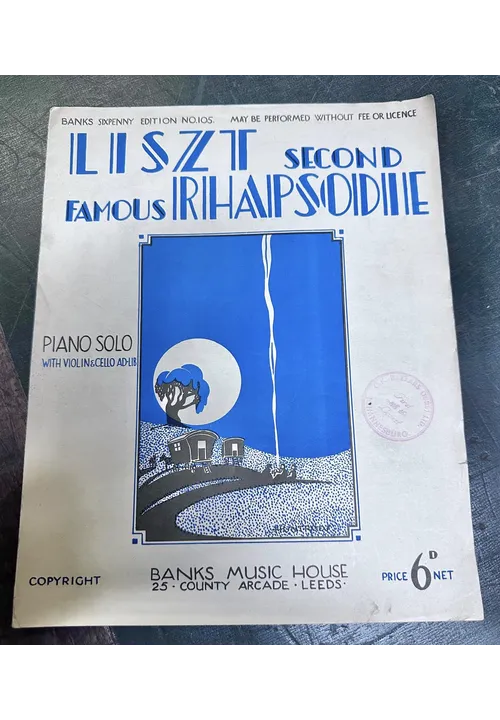 BANKS SIXPENNY EDITION NO.105. MAY BE PERFORMED WITHOUT FEE OR LICENCE
LISZT SECOND
FAMOUS RHAPSODIE
PIANO SOLO
WITH VIOLIN & CELLO AD-LIB
COPYRIGHT
BANKS MUSIC HOUSE
25 · COUNTY ARCADE · LEEDS ·
PRICE 6D NET